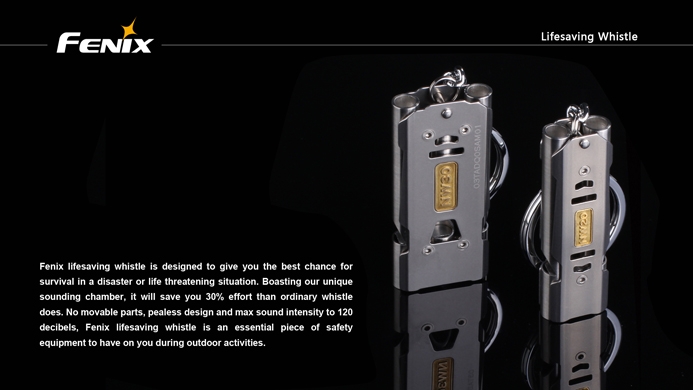 FENIX
Lifesaving Whistle
Fenix lifesaving whistle is designed to give you the best chance for
survival in a disaster or life threatening situation. Boasting our unique
sounding chamber, it will save you 30% effort than ordinary whistle
does. No movable parts, pealess design and max sound intensity to 120
decibels, Fenix lifesaving whistle is an essential piece of safety
equipment to have on you during outdoor activities.